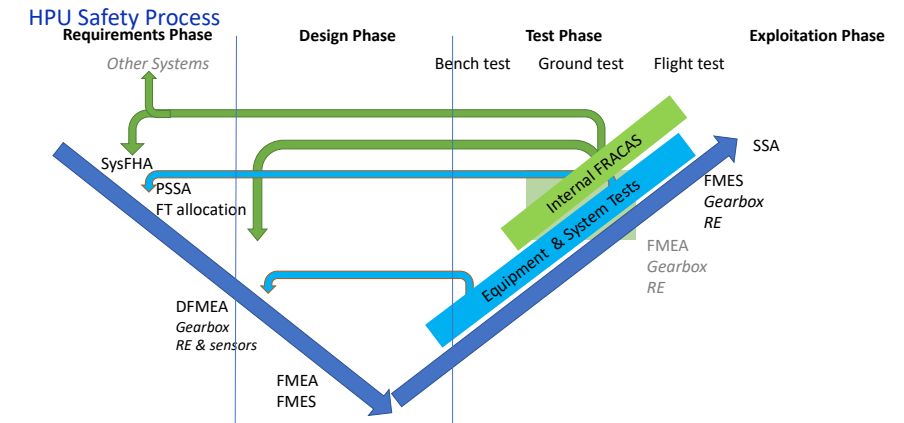 HPU Safety Process
Requirements Phase
Design Phase
Test Phase
Exploitation Phase
Other Systems
Bench test
Ground test
Flight test
SysFHA
PSSA
FT allocation
DFMEA
Gearbox
RE & sensors
FMEA
FMES
Internal FRACAS
Equipment & System Tests
SSA
FMES
Gearbox
RE
FMEA
Gearbox
RE